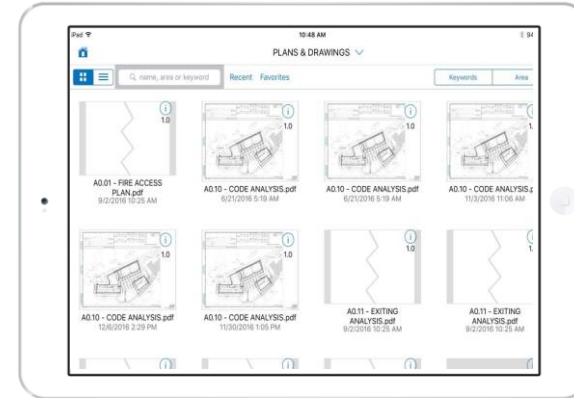 iPad 10:48 AM 94
PLANS & DRAWINGS
name, area or keyword Recent Favorites Keywords Area
1.0 1.0 1.0 1.
A0.01 - FIRE ACCESS
PLAN.pdf
9/2/2016 10:25 AM
A0.10 - CODE ANALYSIS.pdf
6/21/2016 5:19 AM
A0.10 - CODE ANALYSIS.pdf
6/21/2016 5:19 AM
A0.10 - CODE ANALYSIS.p
11/3/2016 11:06 AM
1.0 1.0 1.0 1.
A0.10 - CODE ANALYSIS.pdf
12/6/2016 2:29 PM
A0.10 - CODE ANALYSIS.pdf
11/30/2016 1:05 PM
A0.11 - EXITING
ANALYSIS.pdf
9/2/2016 10:25 AM
A0.11 - EXITING
ANALYSIS.pdf
9/2/2016 10:25 AM